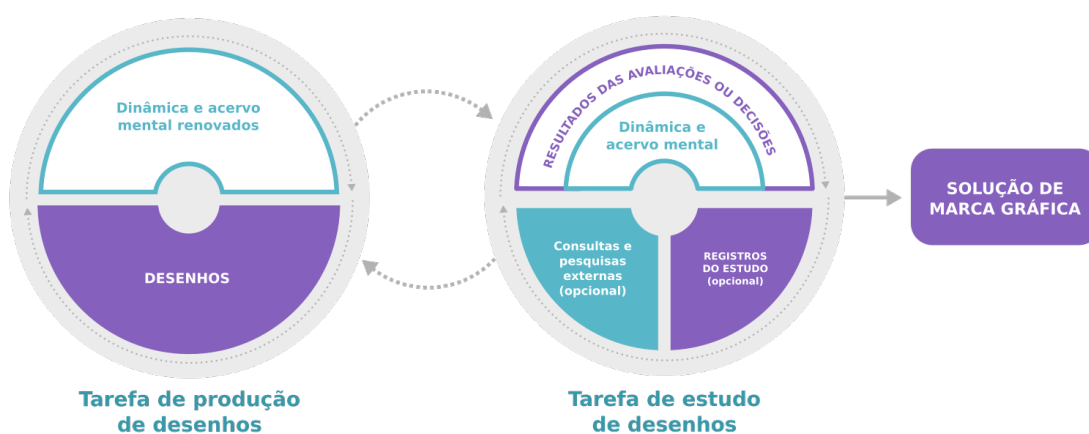 Dinâmica e acervo
mental renovados
DESENHOS
Tarefa de produção
de desenhos
RESULTADOS DAS AVALIAÇÕES OU DECISÕES
Dinâmica e
acervo mental
Consultas e
pesquisas
externas
(opcional)
REGISTROS
DO ESTUDO
(opcional)
Tarefa de estudo
de desenhos
SOLUÇÃO DE
MARCA GRÁFICA